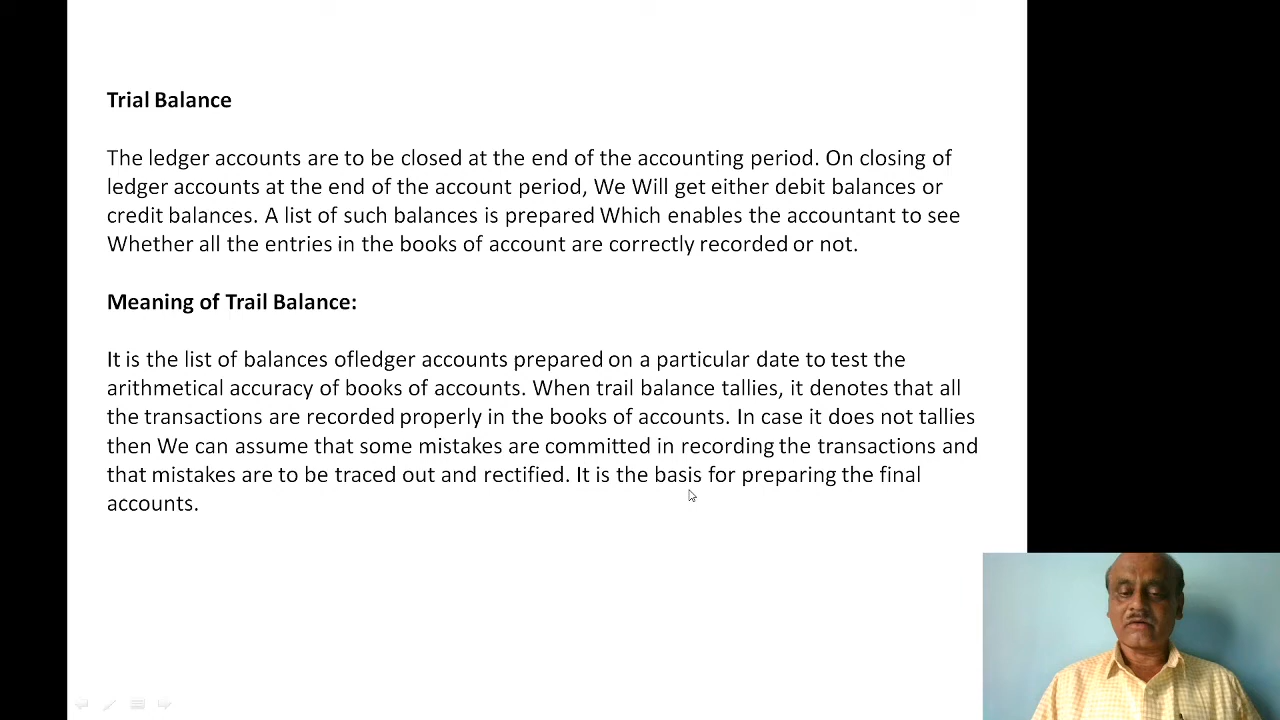 Trial Balance
The ledger accounts are to be closed at the end of the accounting period. On closing of
ledger accounts at the end of the account period, We Will get either debit balances or
credit balances. A list of such balances is prepared Which enables the accountant to see
Whether all the entries in the books of account are correctly recorded or not.
Meaning of Trail Balance:
It is the list of balances ofledger accounts prepared on a particular date to test the
arithmetical accuracy of books of accounts. When trail balance tallies, it denotes that all
the transactions are recorded properly in the books of accounts. In case it does not tallies
then We can assume that some mistakes are committed in recording the transactions and
that mistakes are to be traced out and rectified. It is the basis for preparing the final
accounts.